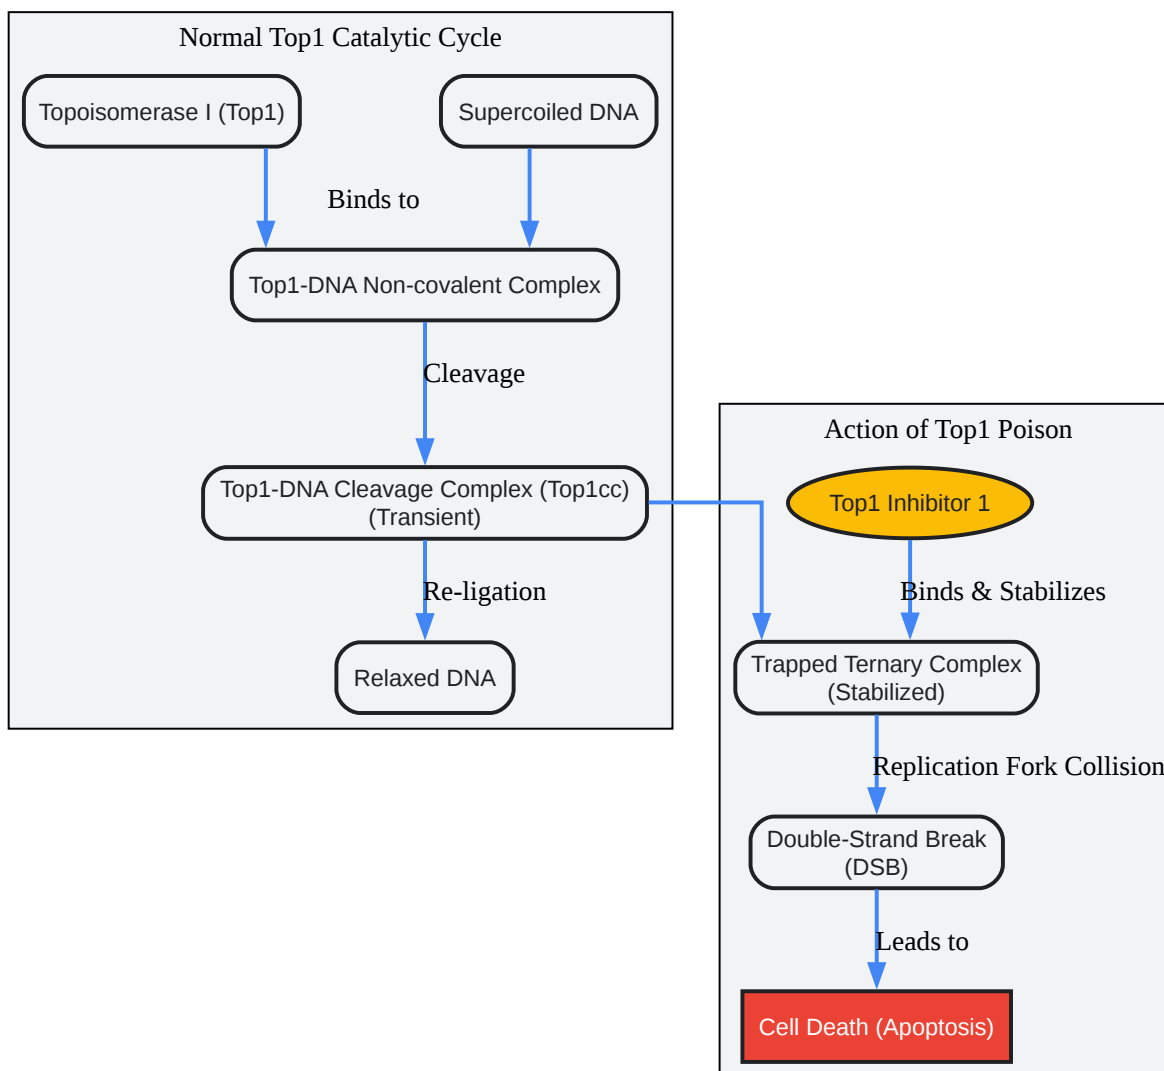 Normal Top1 Catalytic Cycle
Topoisomerase I (Top1)
Supercoiled DNA
Binds to
Top1-DNA Non-covalent Complex
Cleavage
Top1-DNA Cleavage Complex (Top1cc)
(Transient)
Re-ligation
Relaxed DNA
Action of Top1 Poison
Top1 Inhibitor 1
Binds & Stabilizes
Trapped Ternary Complex
(Stabilized)
Replication Fork Collision
Double-Strand Break
(DSB)
Leads to
Cell Death (Apoptosis)